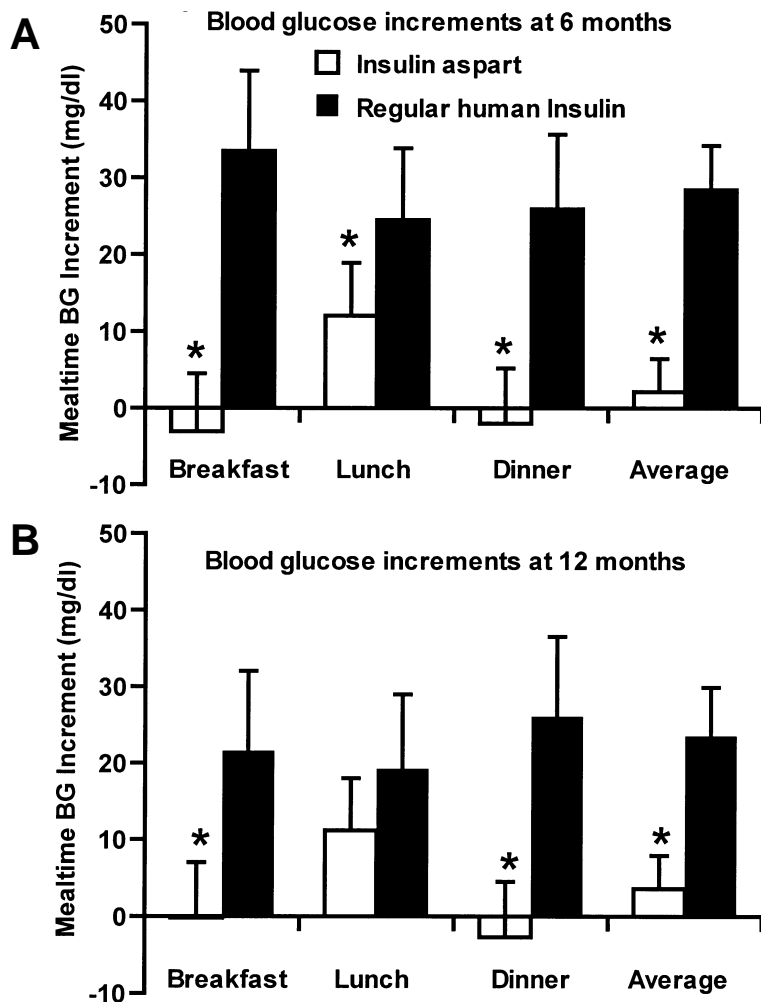 A
Blood glucose increments at 6 months
Insulin aspart
Regular human Insulin
Mealtime BG Increment (mg/dl)
50
40
30
20
10
0
-10
*
*
*
*
Breakfast Lunch Dinner Average
B
Blood glucose increments at 12 months
Mealtime BG Increment (mg/dl)
50
40
30
20
10
0
-10
*
*
*
Breakfast Lunch Dinner Average